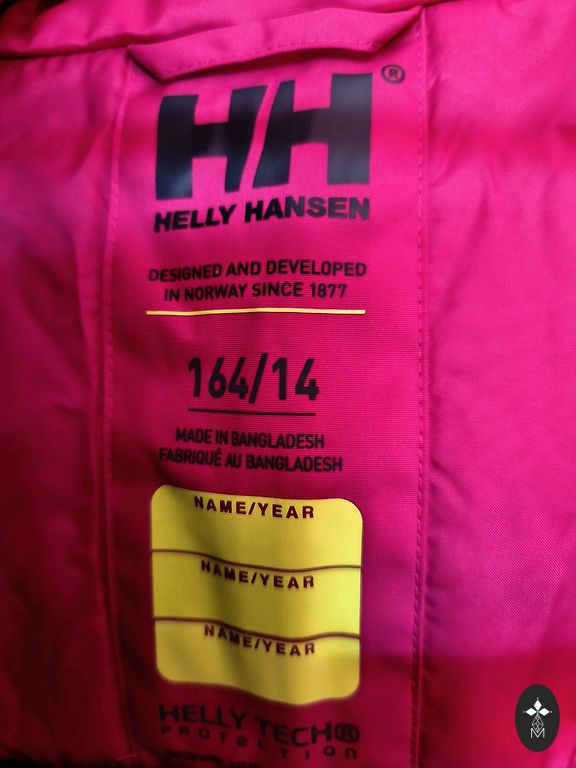 HH®
HELLY HANSEN
DESIGNED AND DEVELOPED
IN NORWAY SINCE 1877
164/14
MADE IN BANGLADESH
FABRIQUÉ AU BANGLADESH
NAME/YEAR
NAME/YEAR
NAME/YEAR
HELLY TECH®
PROTECTION